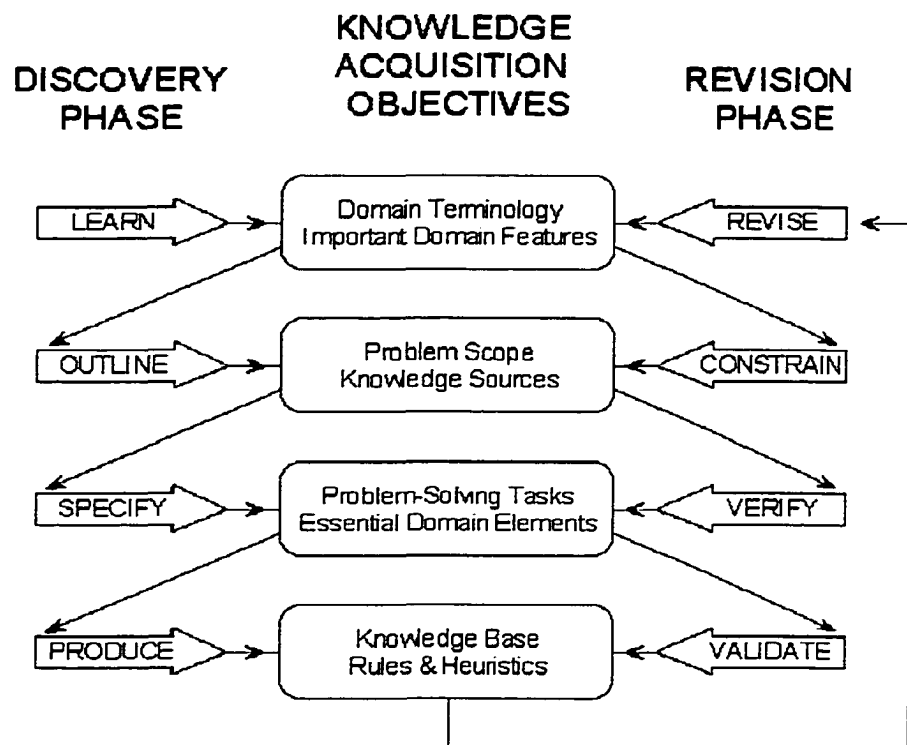 DISCOVERY
PHASE
KNOWLEDGE
ACQUISITION
OBJECTIVES
REVISION
PHASE
LEARN
Domain Terminology
Important Domain Features
REVISE
OUTLINE
Problem Scope
Knowledge Sources
CONSTRAIN
SPECIFY
Problem-Solving Tasks
Essential Domain Elements
VERIFY
PRODUCE
Knowledge Base
Rules & Heuristics
VALIDATE